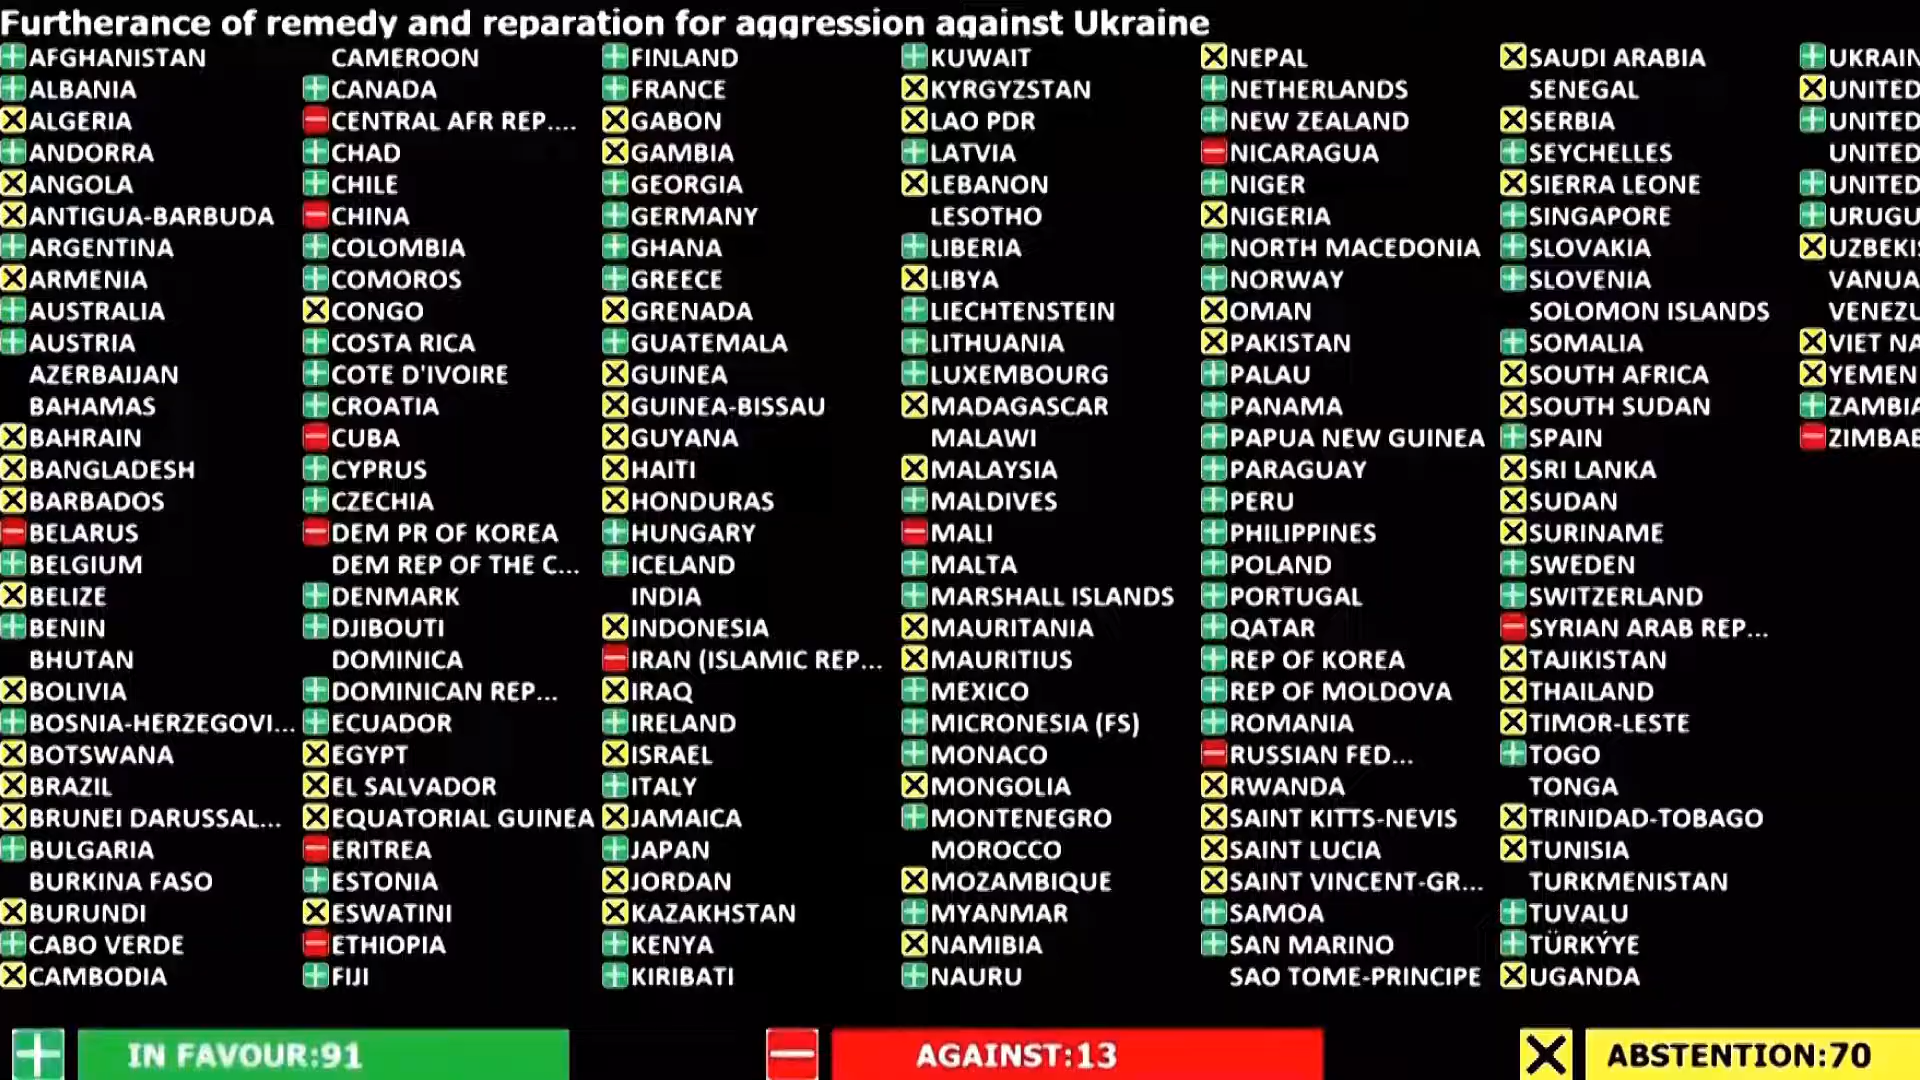 Furtherance of remedy and reparation for aggression against Ukraine
AFGHANISTAN
ALBANIA
ALGERIA
ANDORRA
ANGOLA
ANTIGUA-BARBUDA
ARGENTINA
ARMENIA
AUSTRALIA
AUSTRIA
AZERBAIJAN
BAHAMAS
BAHRAIN
BANGLADESH
BARBADOS
BELARUS
BELGIUM
BELIZE
BENIN
BHUTAN
BOLIVIA
BOSNIA-HERZEGOVI...
BOTSWANA
BRAZIL
BRUNEI DARUSSAL...
BULGARIA
BURKINA FASO
BURUNDI
CABO VERDE
CAMBODIA
CAMEROON
CANADA
CENTRAL AFR REP....
CHAD
CHILE
CHINA
COLOMBIA
COMOROS
CONGO
COSTA RICA
COTE D'IVOIRE
CROATIA
CUBA
CYPRUS
CZECHIA
DEM PR OF KOREA
DEM REP OF THE C...
DENMARK
DJIBOUTI
DOMINICA
DOMINICAN REP...
ECUADOR
EGYPT
EL SALVADOR
EQUATORIAL GUINEA
ERITREA
ESTONIA
ESWATINI
ETHIOPIA
FIJI
FINLAND
FRANCE
GABON
GAMBIA
GEORGIA
GERMANY
GHANA
GREECE
GRENADA
GUATEMALA
GUINEA
GUINEA-BISSAU
GUYANA
HAITI
HONDURAS
HUNGARY
ICELAND
INDIA
INDONESIA
IRAN (ISLAMIC REP...
IRAQ
IRELAND
ISRAEL
ITALY
JAMAICA
JAPAN
JORDAN
KAZAKHSTAN
KENYA
KIRIBATI
KUWAIT
KYRGYZSTAN
LAO PDR
LATVIA
LEBANON
LESOTHO
LIBERIA
LIBYA
LIECHTENSTEIN
LITHUANIA
LUXEMBOURG
MADAGASCAR
MALAWI
MALAYSIA
MALDIVES
MALI
MALTA
MARSHALL ISLANDS
MAURITANIA
MAURITIUS
MEXICO
MICRONESIA (FS)
MONACO
MONGOLIA
MONTENEGRO
MOROCCO
MOZAMBIQUE
MYANMAR
NAMIBIA
NAURU
NEPAL
NETHERLANDS
NEW ZEALAND
NICARAGUA
NIGER
NIGERIA
NORTH MACEDONIA
NORWAY
OMAN
PAKISTAN
PALAU
PANAMA
PAPUA NEW GUINEA
PARAGUAY
PERU
PHILIPPINES
POLAND
PORTUGAL
QATAR
REP OF KOREA
REP OF MOLDOVA
ROMANIA
RUSSIAN FED...
RWANDA
SAINT KITTS-NEVIS
SAINT LUCIA
SAINT VINCENT-GR...
SAMOA
SAN MARINO
SAO TOME-PRINCIPE
SAUDI ARABIA
SENEGAL
SERBIA
SEYCHELLES
SIERRA LEONE
SINGAPORE
SLOVAKIA
SLOVENIA
SOLOMON ISLANDS
SOMALIA
SOUTH AFRICA
SOUTH SUDAN
SPAIN
SRI LANKA
SUDAN
SURINAME
SWEDEN
SWITZERLAND
SYRIAN ARAB REP...
TAJIKISTAN
THAILAND
TIMOR-LESTE
TOGO
TONGA
TRINIDAD-TOBAGO
TUNISIA
TURKMENISTAN
TUVALU
TÜRKÝYE
UGANDA
UKRAIN
UNITED
UNITED
UNITED
UNITED
URUGU
UZBEKIS
VANUA
VENEZU
VIET NA
YEMEN
ZAMBIA
ZIMBAB
IN FAVOUR:91
AGAINST:13
ABSTENTION:70